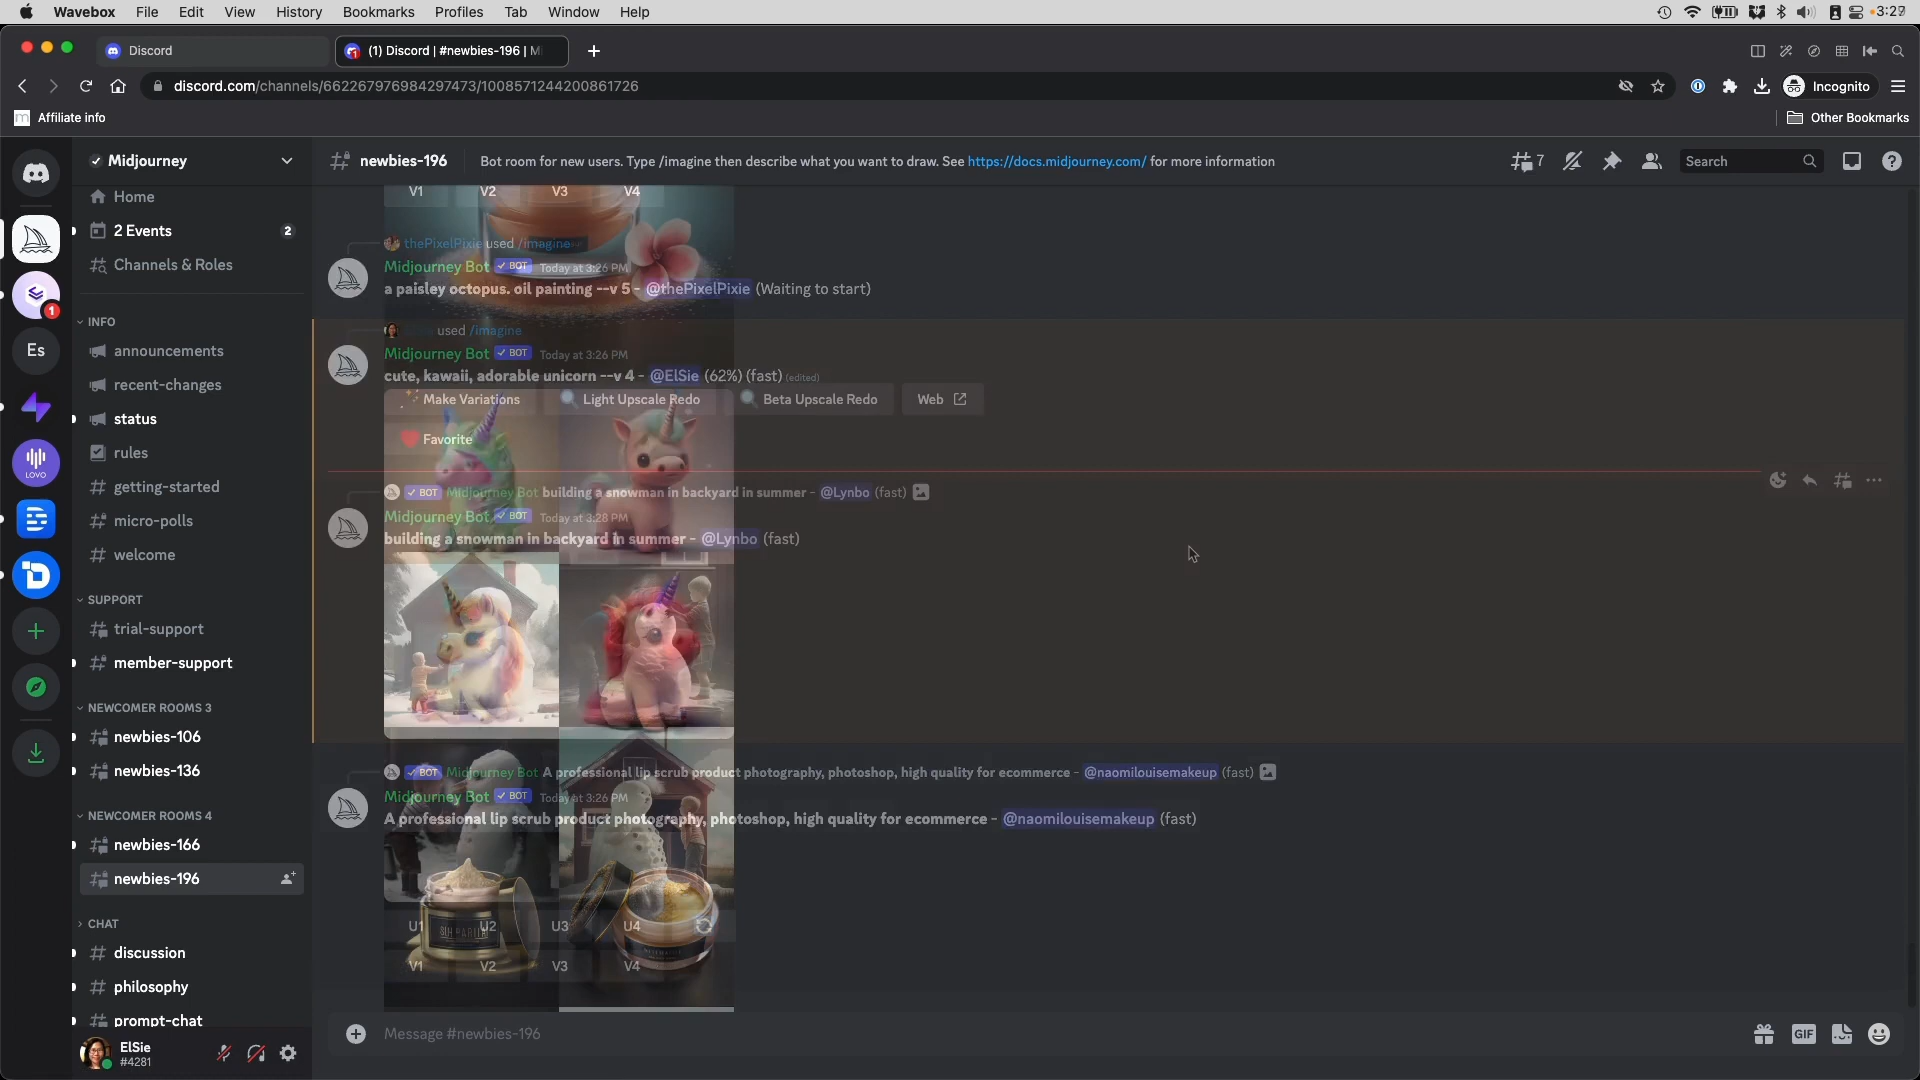 Wavebox File Edit View History Bookmarks Profiles Tab Window Help 3:29
Discord (1) Discord | #newbies-196 | M
discord.com/channels/662267976984297473/1008571244200861726 Incognito
Affiliate info Other Bookmarks
Midjourney
Home
2 Events 2
Channels & Roles
INFO
announcements
recent-changes
status
rules
getting-started
micro-polls
welcome
SUPPORT
trial-support
member-support
NEWCOMER ROOMS 3
newbies-106
newbies-136
NEWCOMER ROOMS 4
newbies-166
newbies-196
CHAT
discussion
philosophy
prompt-chat
ElSie
#4281
1
Es
LOVO
newbies-196 Bot room for new users. Type /imagine then describe what you want to draw. See https://docs.midjourney.com/ for more information 7 Search
V1 V2 V3 V4
thePixelPixie used /imagine
Midjourney Bot BOT Today at 3:26 PM
a paisley octopus. oil painting --v 5 - @thePixelPixie (Waiting to start)
used /imagine
Midjourney Bot BOT Today at 3:26 PM
cute, kawaii, adorable unicorn --v 4 - @ElSie (62%) (fast) (edited)
Make Variations Light Upscale Redo Beta Upscale Redo Web
Favorite
BOT Midjourney Bot building a snowman in backyard in summer - @Lynbo (fast)
Midjourney Bot BOT Today at 3:28 PM
building a snowman in backyard in summer - @Lynbo (fast)
BOT Midjourney Bot A professional lip scrub product photography, photoshop, high quality for ecommerce - @naomilouisemakeup (fast)
Midjourney Bot BOT Today at 3:26 PM
A professional lip scrub product photography, photoshop, high quality for ecommerce - @naomilouisemakeup (fast)
U1 U2 U3 U4
V1 V2 V3 V4
Message #newbies-196 GIF